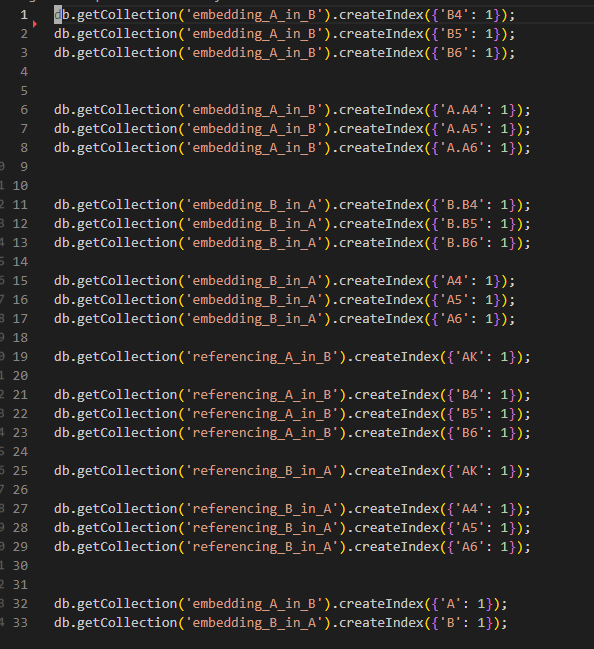 1 db.getCollection('embedding_A_in_B').createIndex({'B4': 1});
2 db.getCollection('embedding_A_in_B').createIndex({'B5': 1});
3 db.getCollection('embedding_A_in_B').createIndex({'B6': 1});
4
5
6 db.getCollection('embedding_A_in_B').createIndex({'A.A4': 1});
7 db.getCollection('embedding_A_in_B').createIndex({'A.A5': 1});
8 db.getCollection('embedding_A_in_B').createIndex({'A.A6': 1});
9
10
11 db.getCollection('embedding_B_in_A').createIndex({'B.B4': 1});
12 db.getCollection('embedding_B_in_A').createIndex({'B.B5': 1});
13 db.getCollection('embedding_B_in_A').createIndex({'B.B6': 1});
14
15 db.getCollection('embedding_B_in_A').createIndex({'A4': 1});
16 db.getCollection('embedding_B_in_A').createIndex({'A5': 1});
17 db.getCollection('embedding_B_in_A').createIndex({'A6': 1});
18
19 db.getCollection('referencing_A_in_B').createIndex({'AK': 1});
20
21 db.getCollection('referencing_A_in_B').createIndex({'B4': 1});
22 db.getCollection('referencing_A_in_B').createIndex({'B5': 1});
23 db.getCollection('referencing_A_in_B').createIndex({'B6': 1});
24
25 db.getCollection('referencing_B_in_A').createIndex({'AK': 1});
26
27 db.getCollection('referencing_B_in_A').createIndex({'A4': 1});
28 db.getCollection('referencing_B_in_A').createIndex({'A5': 1});
29 db.getCollection('referencing_B_in_A').createIndex({'A6': 1});
30
31
32 db.getCollection('embedding_A_in_B').createIndex({'A': 1});
33 db.getCollection('embedding_B_in_A').createIndex({'B': 1});